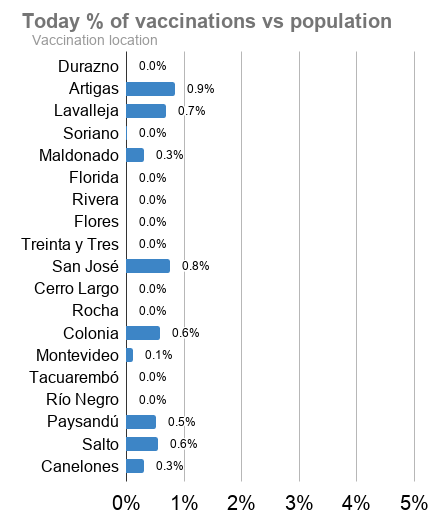 Today % of vaccinations vs population
Vaccination location
Durazno 0.0%
Artigas 0.9%
Lavalleja 0.7%
Soriano 0.0%
Maldonado 0.3%
Florida 0.0%
Rivera 0.0%
Flores 0.0%
Treinta y Tres 0.0%
San José 0.8%
Cerro Largo 0.0%
Rocha 0.0%
Colonia 0.6%
Montevideo 0.1%
Tacuarembó 0.0%
Río Negro 0.0%
Paysandú 0.5%
Salto 0.6%
Canelones 0.3%
0% 1% 2% 3% 4% 5%